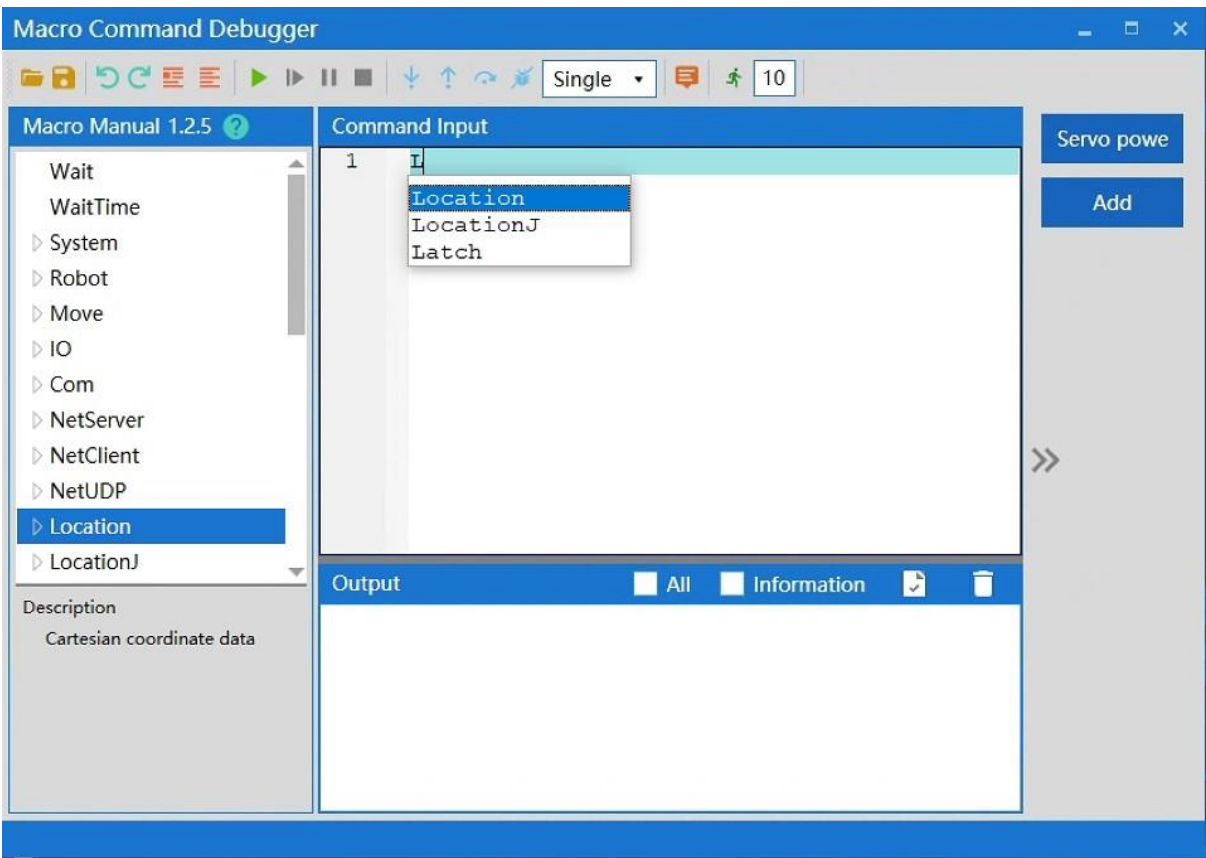 Macro Command Debugger
Single
10
Macro Manual 1.2.5 ?
Wait
WaitTime
System
Robot
Move
IO
Com
NetServer
NetClient
NetUDP
Location
LocationJ
Description
Cartesian coordinate data
Command Input
1 L
Location
LocationJ
Latch
Output All Information
Servo powe
Add